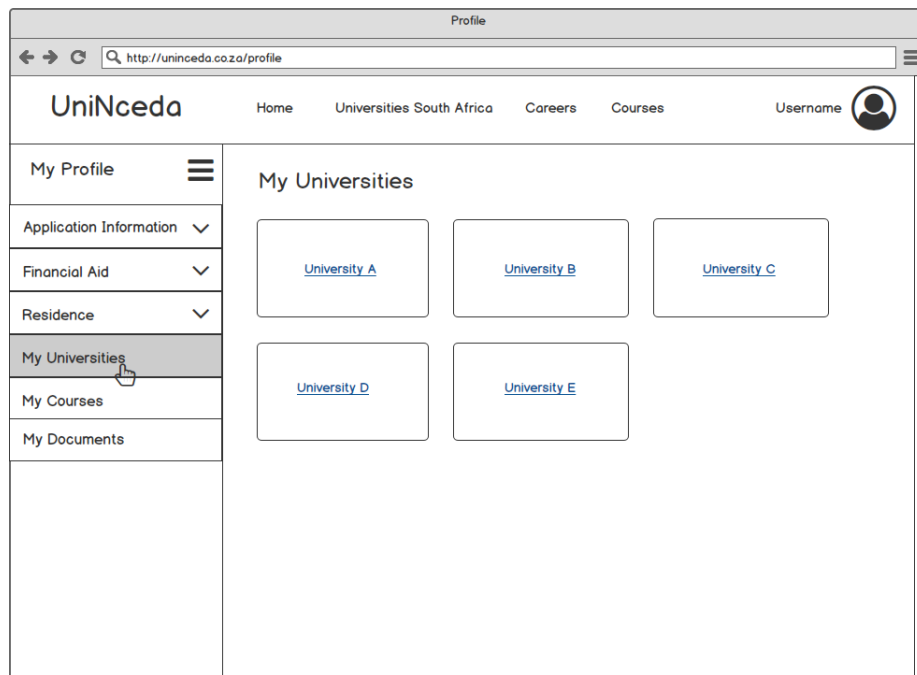 Profile
http://uninceda.co.za/profile
UniNceda
Home Universities South Africa Careers Courses Username
My Profile
Application Information
Financial Aid
Residence
My Universities
My Courses
My Documents
My Universities
University A University B University C
University D University E